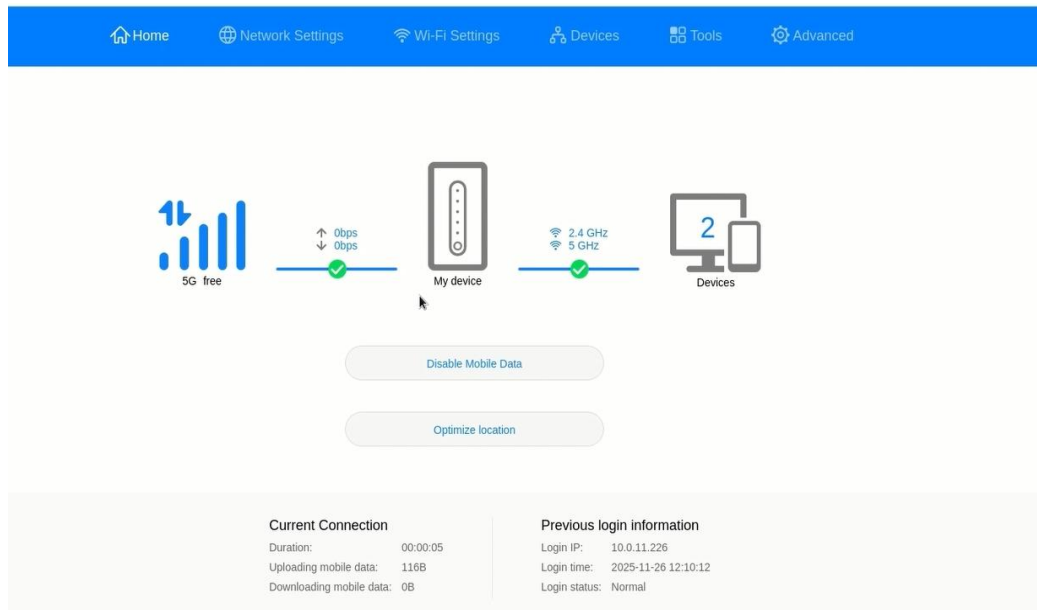 Home Network Settings Wi-Fi Settings Devices Tools Advanced
0bps
0bps
2.4 GHz
5 GHz
2
5G free
My device
Devices
Disable Mobile Data
Optimize location
Current Connection
Duration: 00:00:05
Uploading mobile data: 116B
Downloading mobile data: 0B
Previous login information
Login IP: 10.0.11.226
Login time: 2025-11-26 12:10:12
Login status: Normal